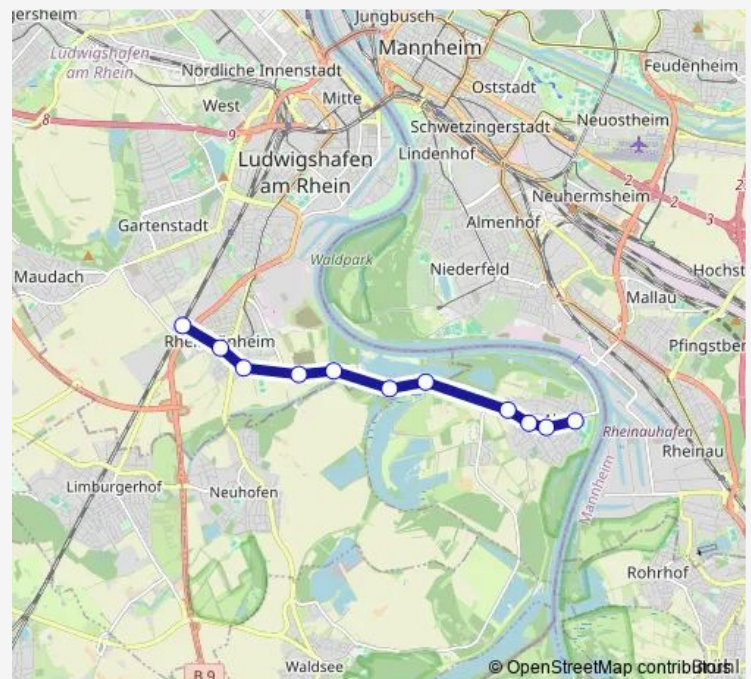 gersheim
Jungbusch
Mannheim
Ludwigshafen
am Rhein
Nördliche Innenstadt
Feudenheim
Oststadt
West
Mitte
8
9
Schwetzingerstadt
Neuostheim
Ludwigshafen
am Rhein
Lindenhof
2
2
2
3
Neuhermsheim
Gartenstadt
Almenhof
Waldpark
Niederfeld
Hochst
Maudach
Mallau
Pfingstber
Rheinauhafen
Rheinau
Mannheim
Limburgerhof
Neuhofen
Rohrhof
Waldsee
B 9
© OpenStreetMap contributors